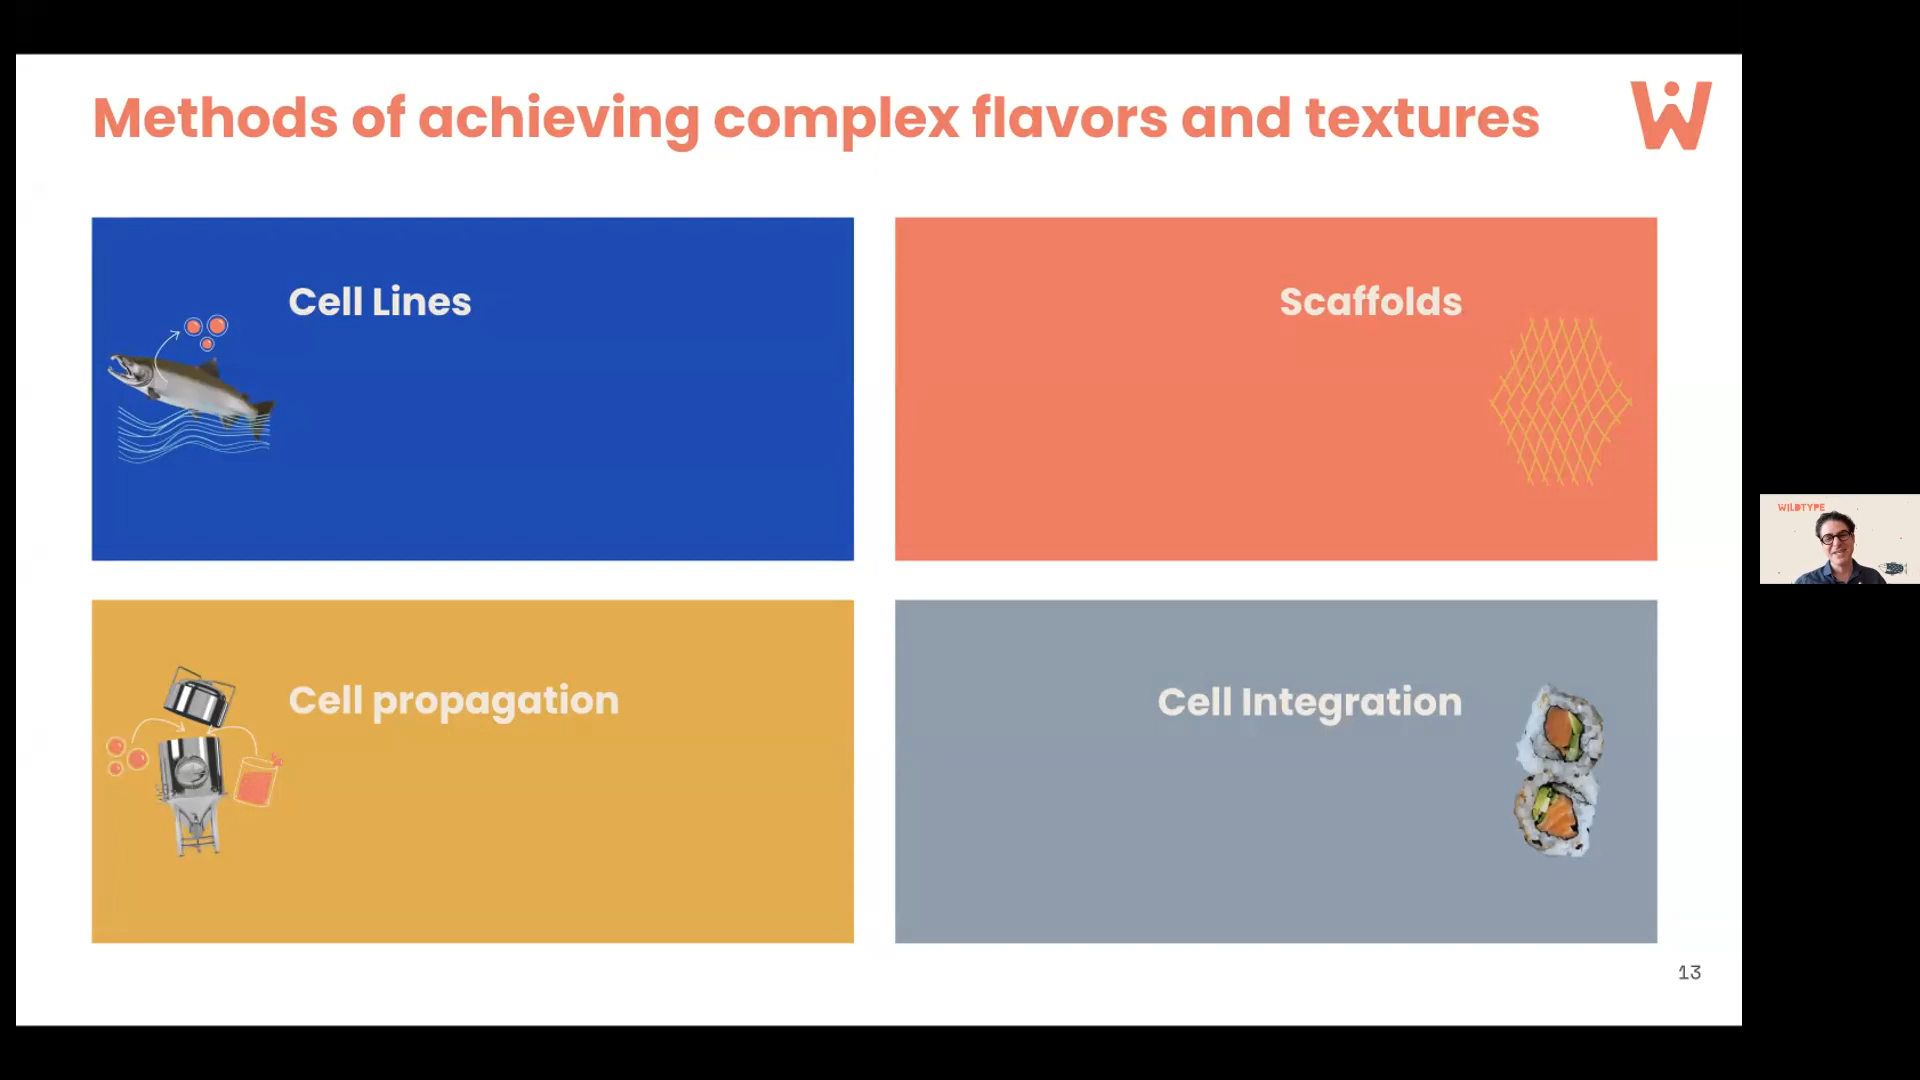 Methods of achieving complex flavors and textures
W
Cell Lines
Scaffolds
WILDTYPE
Cell propagation
Cell Integration
13